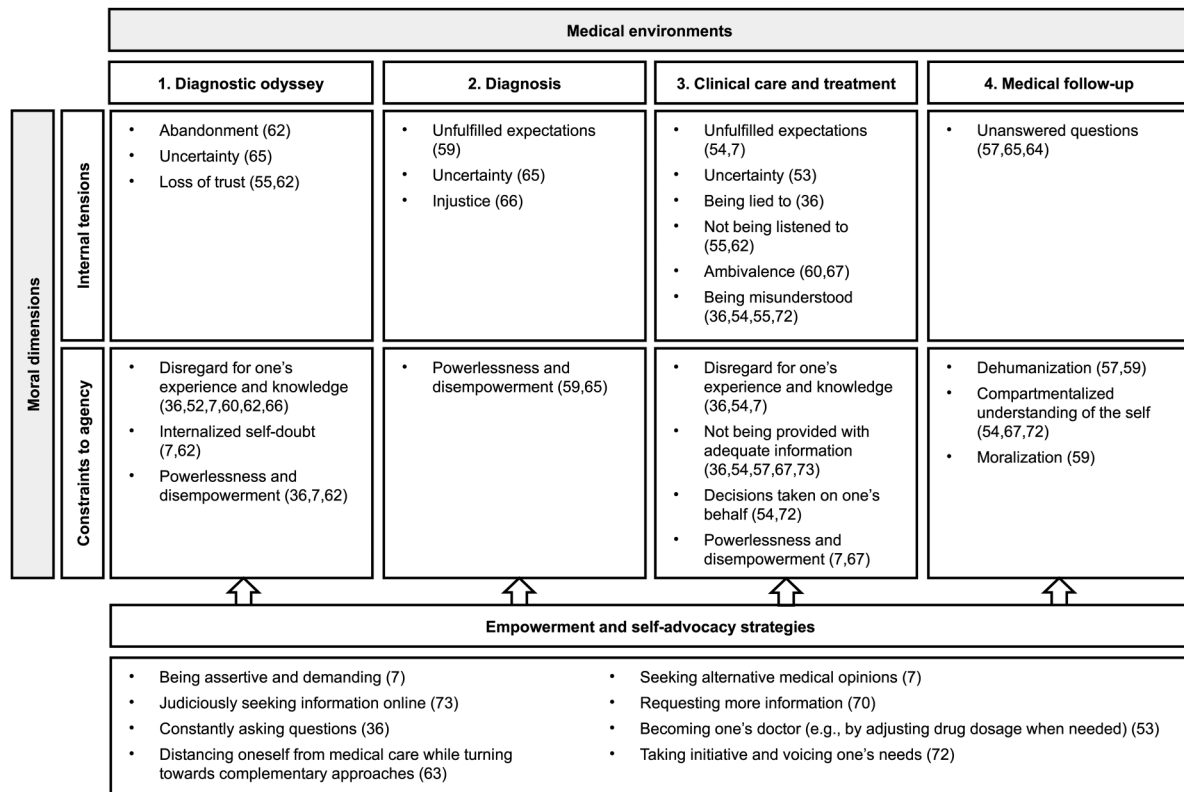 Medical environments
1. Diagnostic odyssey
2. Diagnosis
3. Clinical care and treatment
4. Medical follow-up
Moral dimensions
Internal tensions
• Abandonment (62)
• Uncertainty (65)
• Loss of trust (55,62)
• Unfulfilled expectations
(59)
• Uncertainty (65)
• Injustice (66)
• Unfulfilled expectations
(54,7)
• Uncertainty (53)
• Being lied to (36)
• Not being listened to
(55,62)
• Ambivalence (60,67)
• Being misunderstood
(36,54,55,72)
• Unanswered questions
(57,65,64)
Constraints to agency
• Disregard for one’s
experience and knowledge
(36,52,7,60,62,66)
• Internalized self-doubt
(7,62)
• Powerlessness and
disempowerment (36,7,62)
• Powerlessness and
disempowerment (59,65)
• Disregard for one’s
experience and knowledge
(36,54,7)
• Not being provided with
adequate information
(36,54,57,67,73)
• Decisions taken on one’s
behalf (54,72)
• Powerlessness and
disempowerment (7,67)
• Dehumanization (57,59)
• Compartmentalized
understanding of the self
(54,67,72)
• Moralization (59)
Empowerment and self-advocacy strategies
• Being assertive and demanding (7)
• Judiciously seeking information online (73)
• Constantly asking questions (36)
• Distancing oneself from medical care while turning
towards complementary approaches (63)
• Seeking alternative medical opinions (7)
• Requesting more information (70)
• Becoming one’s doctor (e.g., by adjusting drug dosage when needed) (53)
• Taking initiative and voicing one’s needs (72)